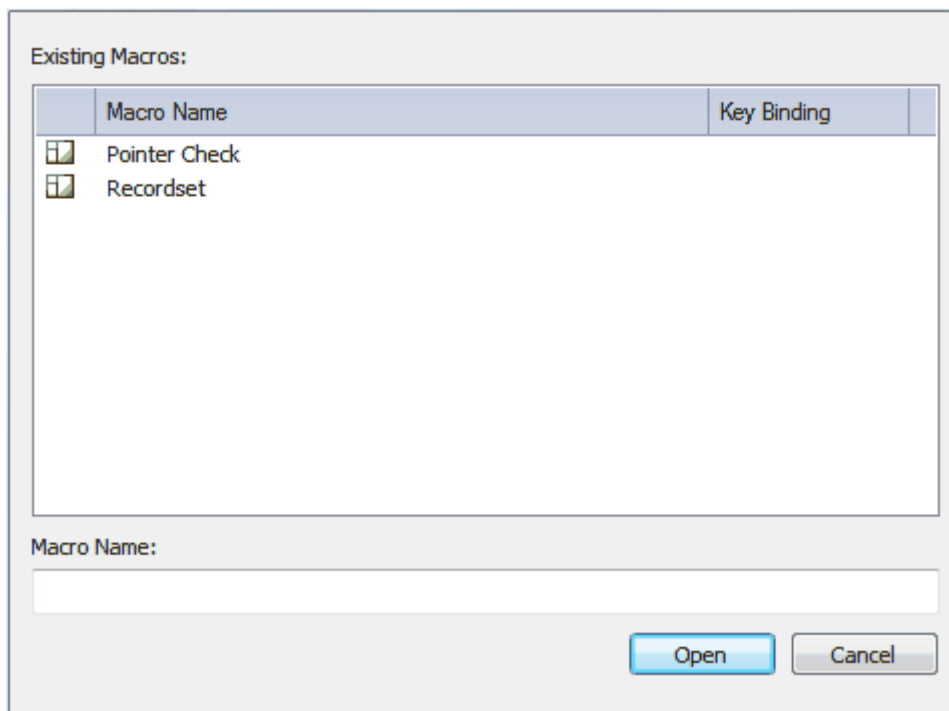 Existing Macros:
Macro Name Key Binding
Pointer Check
Recordset
Macro Name:
Open Cancel